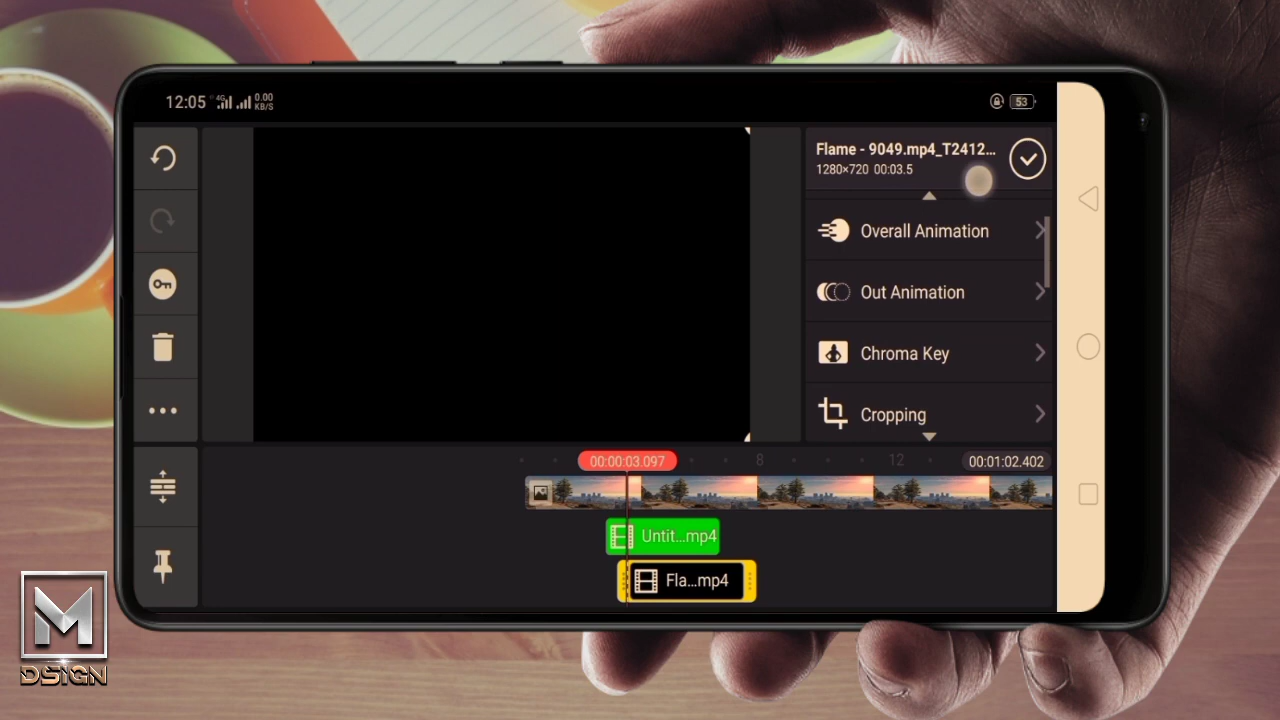 12:05 4G 0.00 KB/S 53
Flame - 9049.mp4_T2412...
1280×720 00:03.5
Overall Animation
Out Animation
Chroma Key
Cropping
00:00:03.097 8 12 00:01:02.402
Untit...mp4
Fla...mp4
M
DSIGN